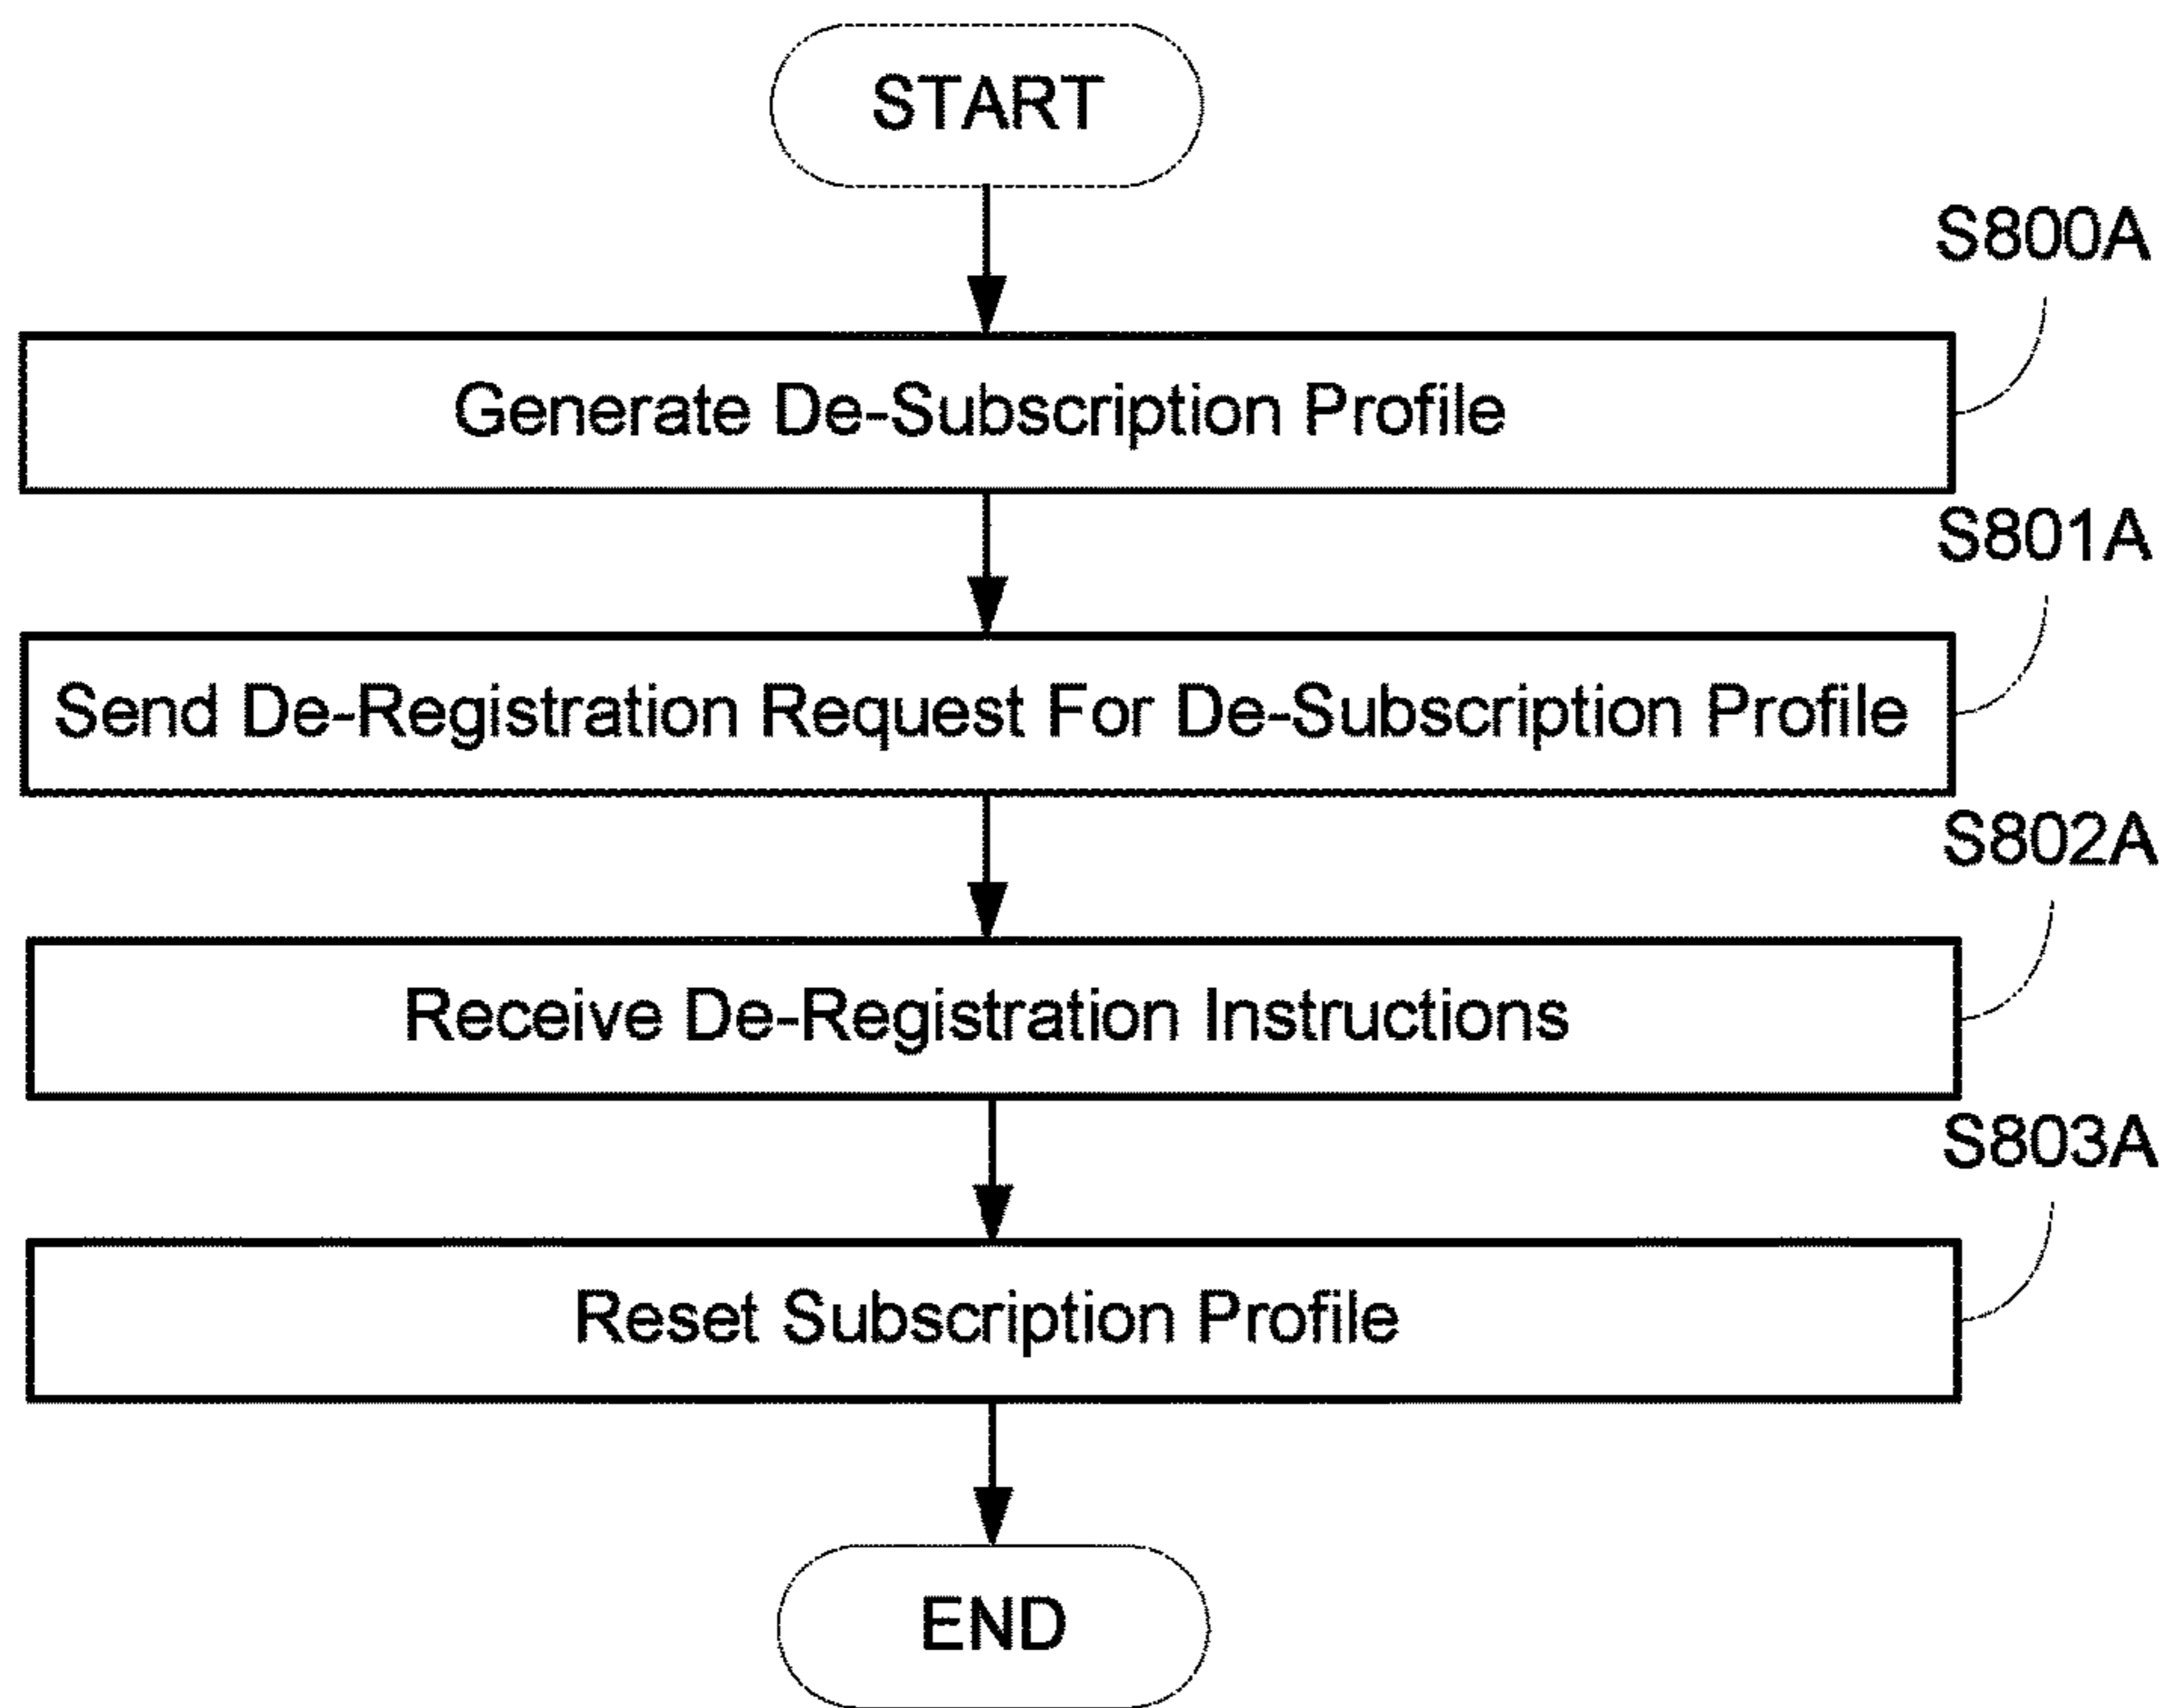 START
S800A
Generate De-Subscription Profile
S801A
Send De-Registration Request For De-Subscription Profile
S802A
Receive De-Registration Instructions
S803A
Reset Subscription Profile
END